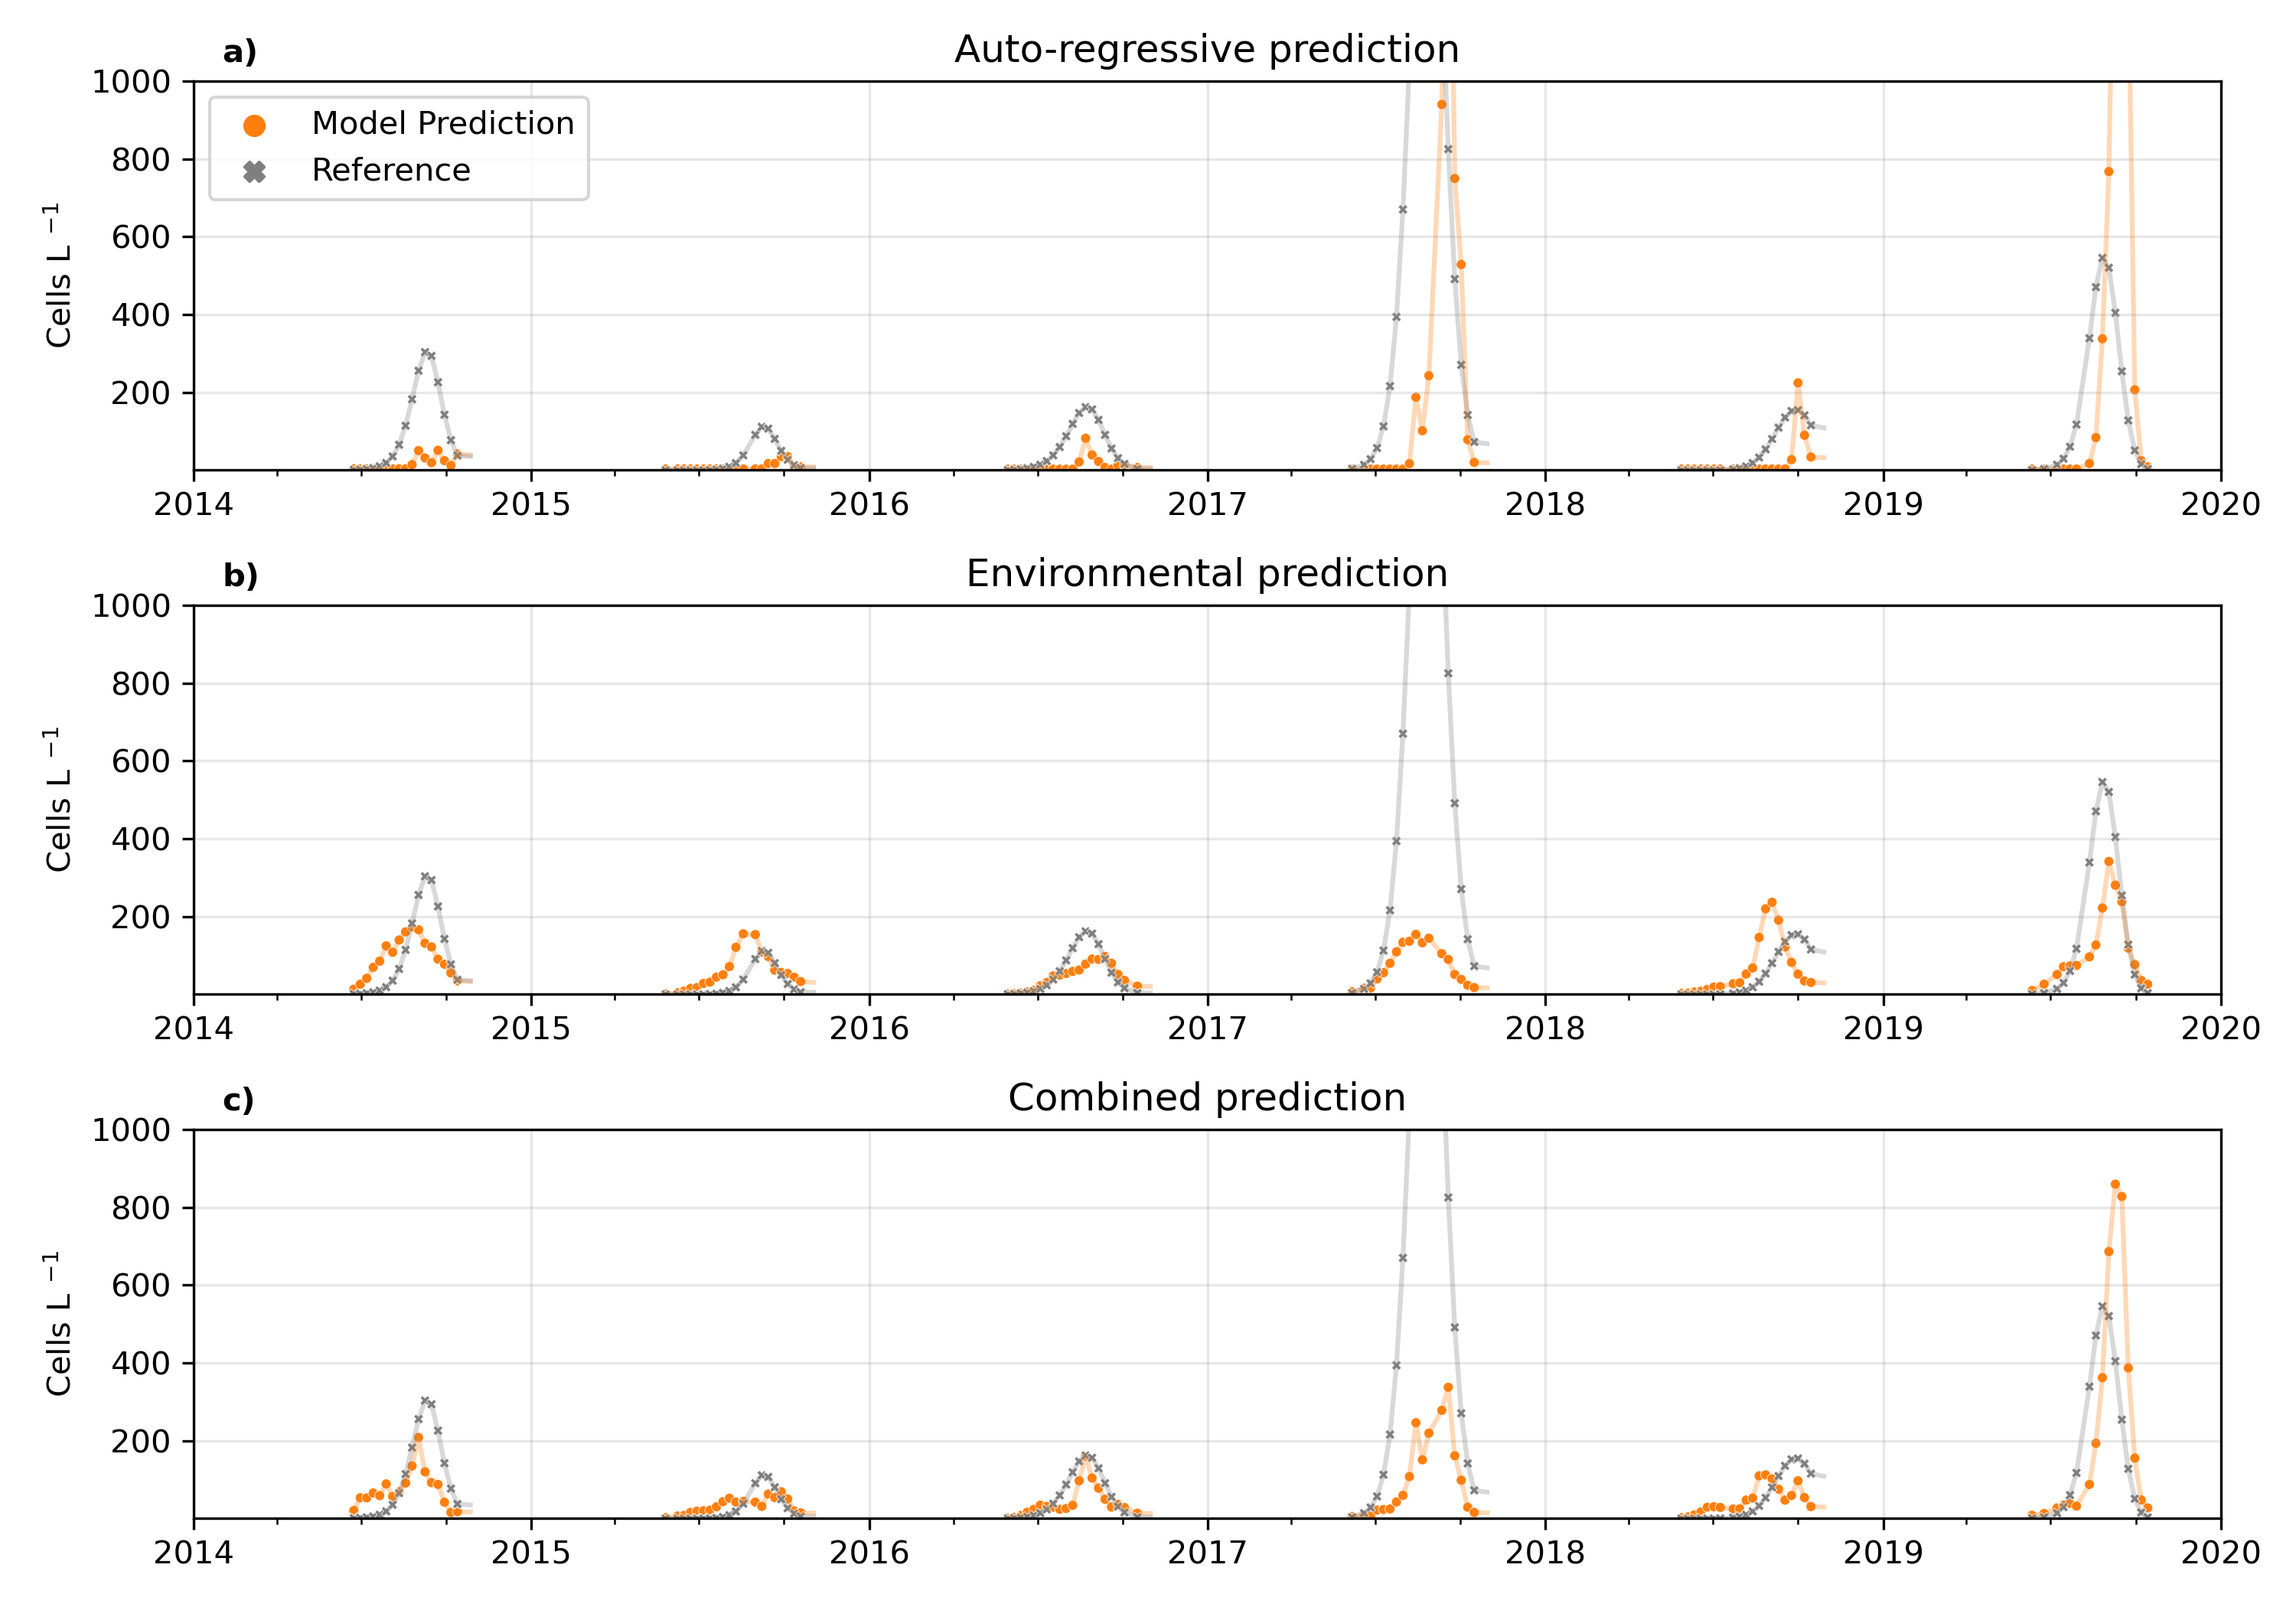 a)
Auto-regressive prediction
1000
800
600
400
200
Cells L ⁻¹
Model Prediction
Reference
2014 2015 2016 2017 2018 2019 2020
b)
Environmental prediction
1000
800
600
400
200
Cells L ⁻¹
2014 2015 2016 2017 2018 2019 2020
c)
Combined prediction
1000
800
600
400
200
Cells L ⁻¹
2014 2015 2016 2017 2018 2019 2020